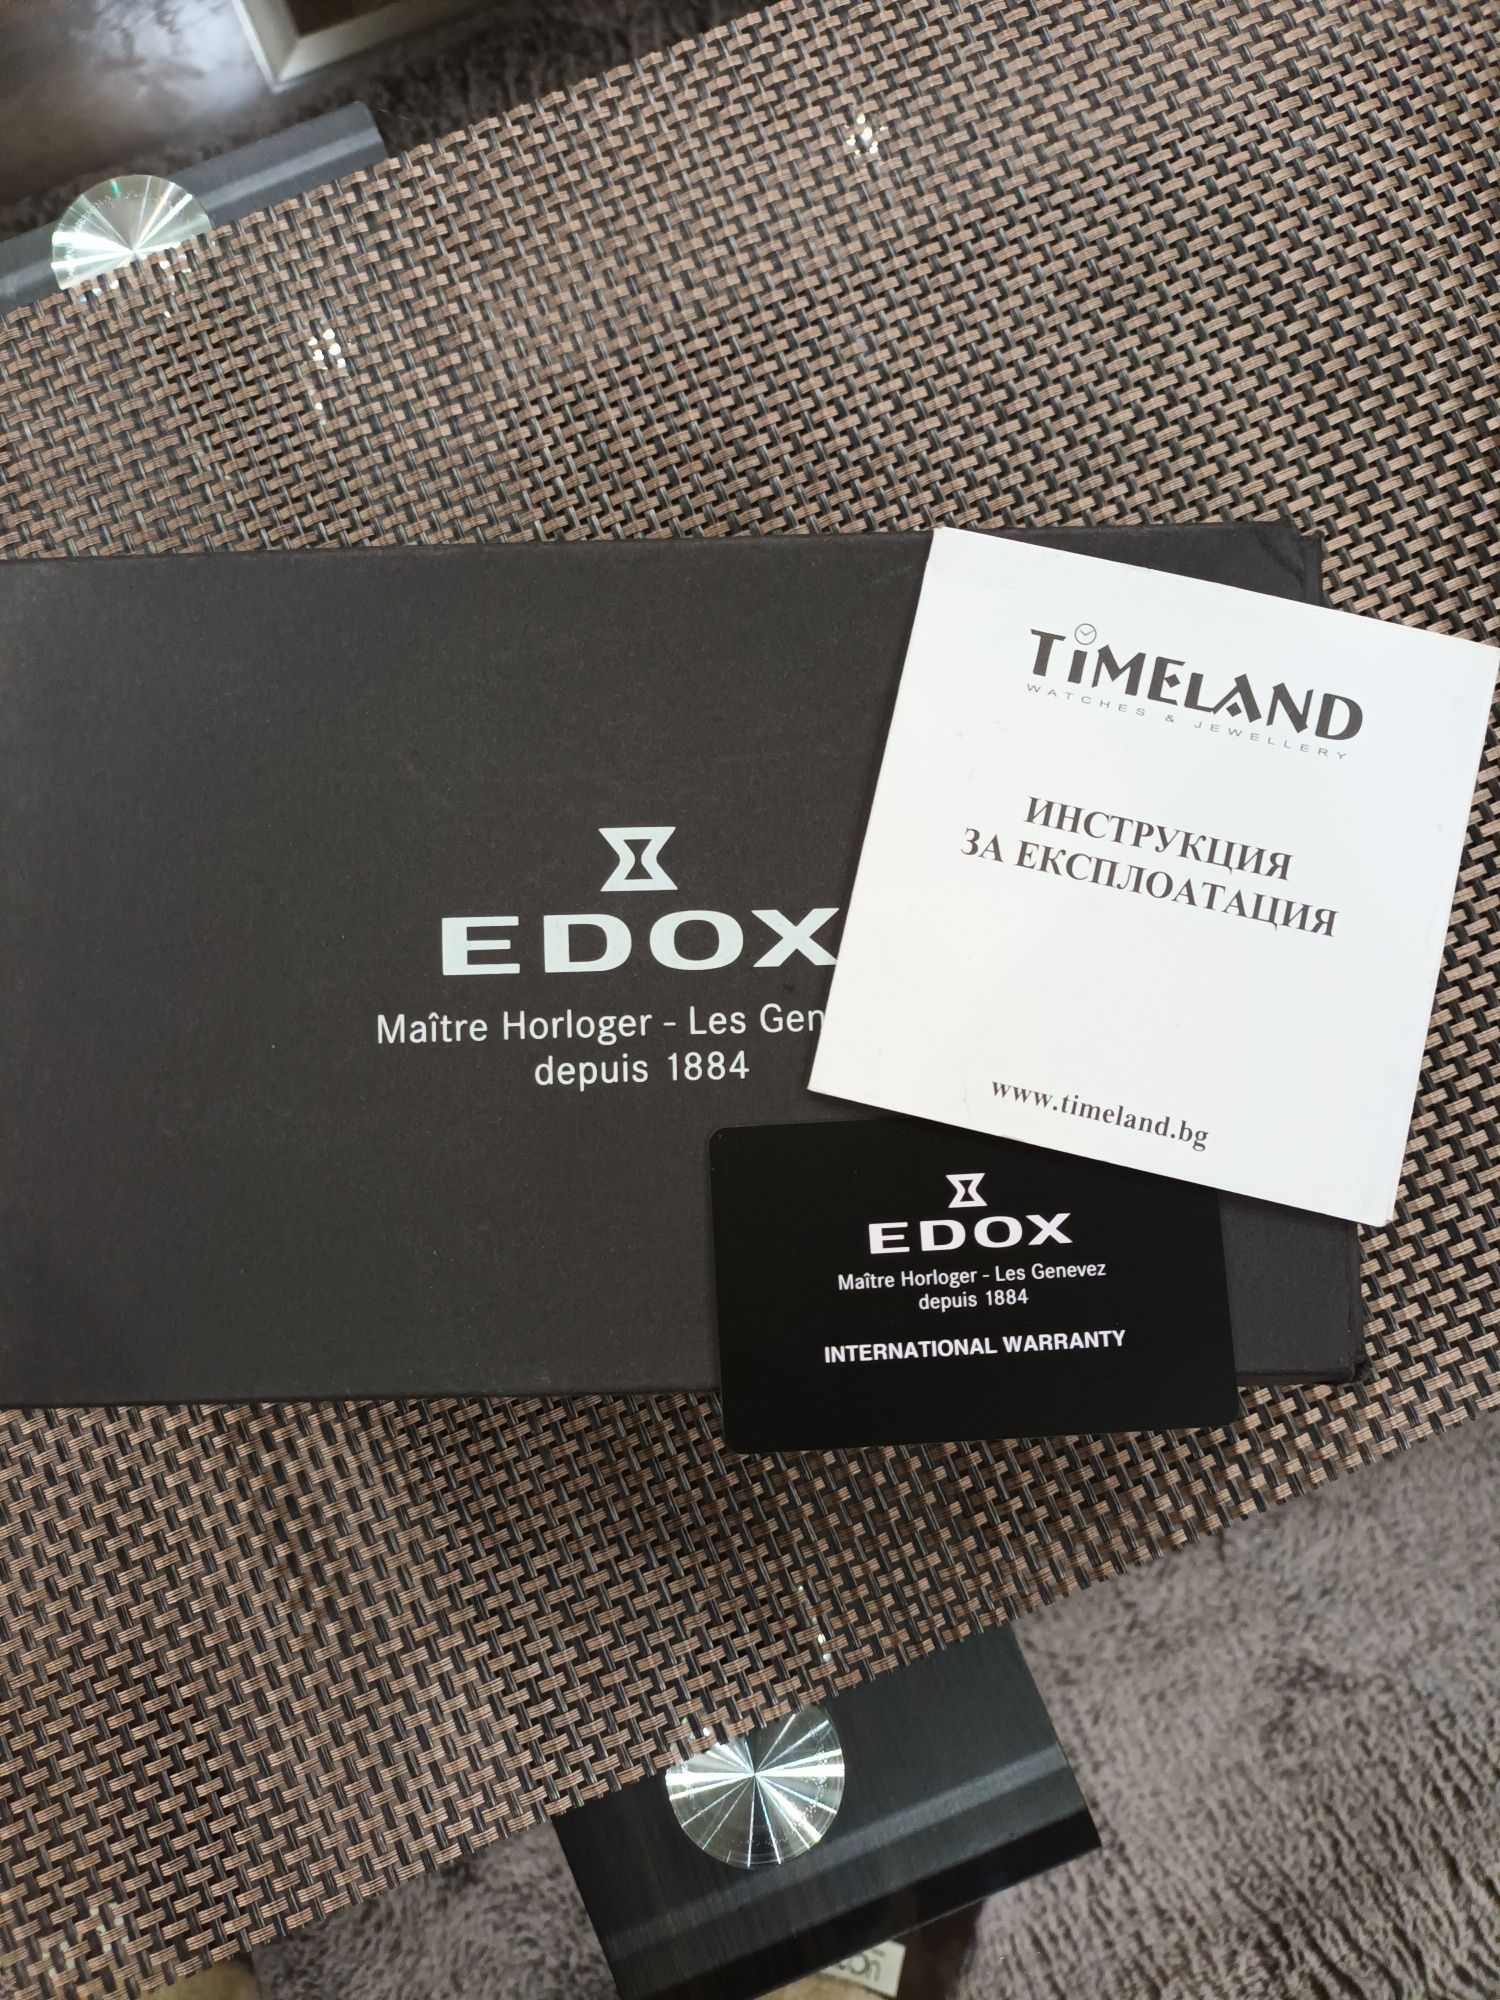 TiMELAND
WATCHES & JEWELLERY
ИНСТРУКЦИЯ
ЗА ЕКСПЛОАТАЦИЯ
www.timeland.bg
EDOX
Maître Horloger - Les Gen
depuis 1884
EDOX
Maître Horloger - Les Genevez
depuis 1884
INTERNATIONAL WARRANTY